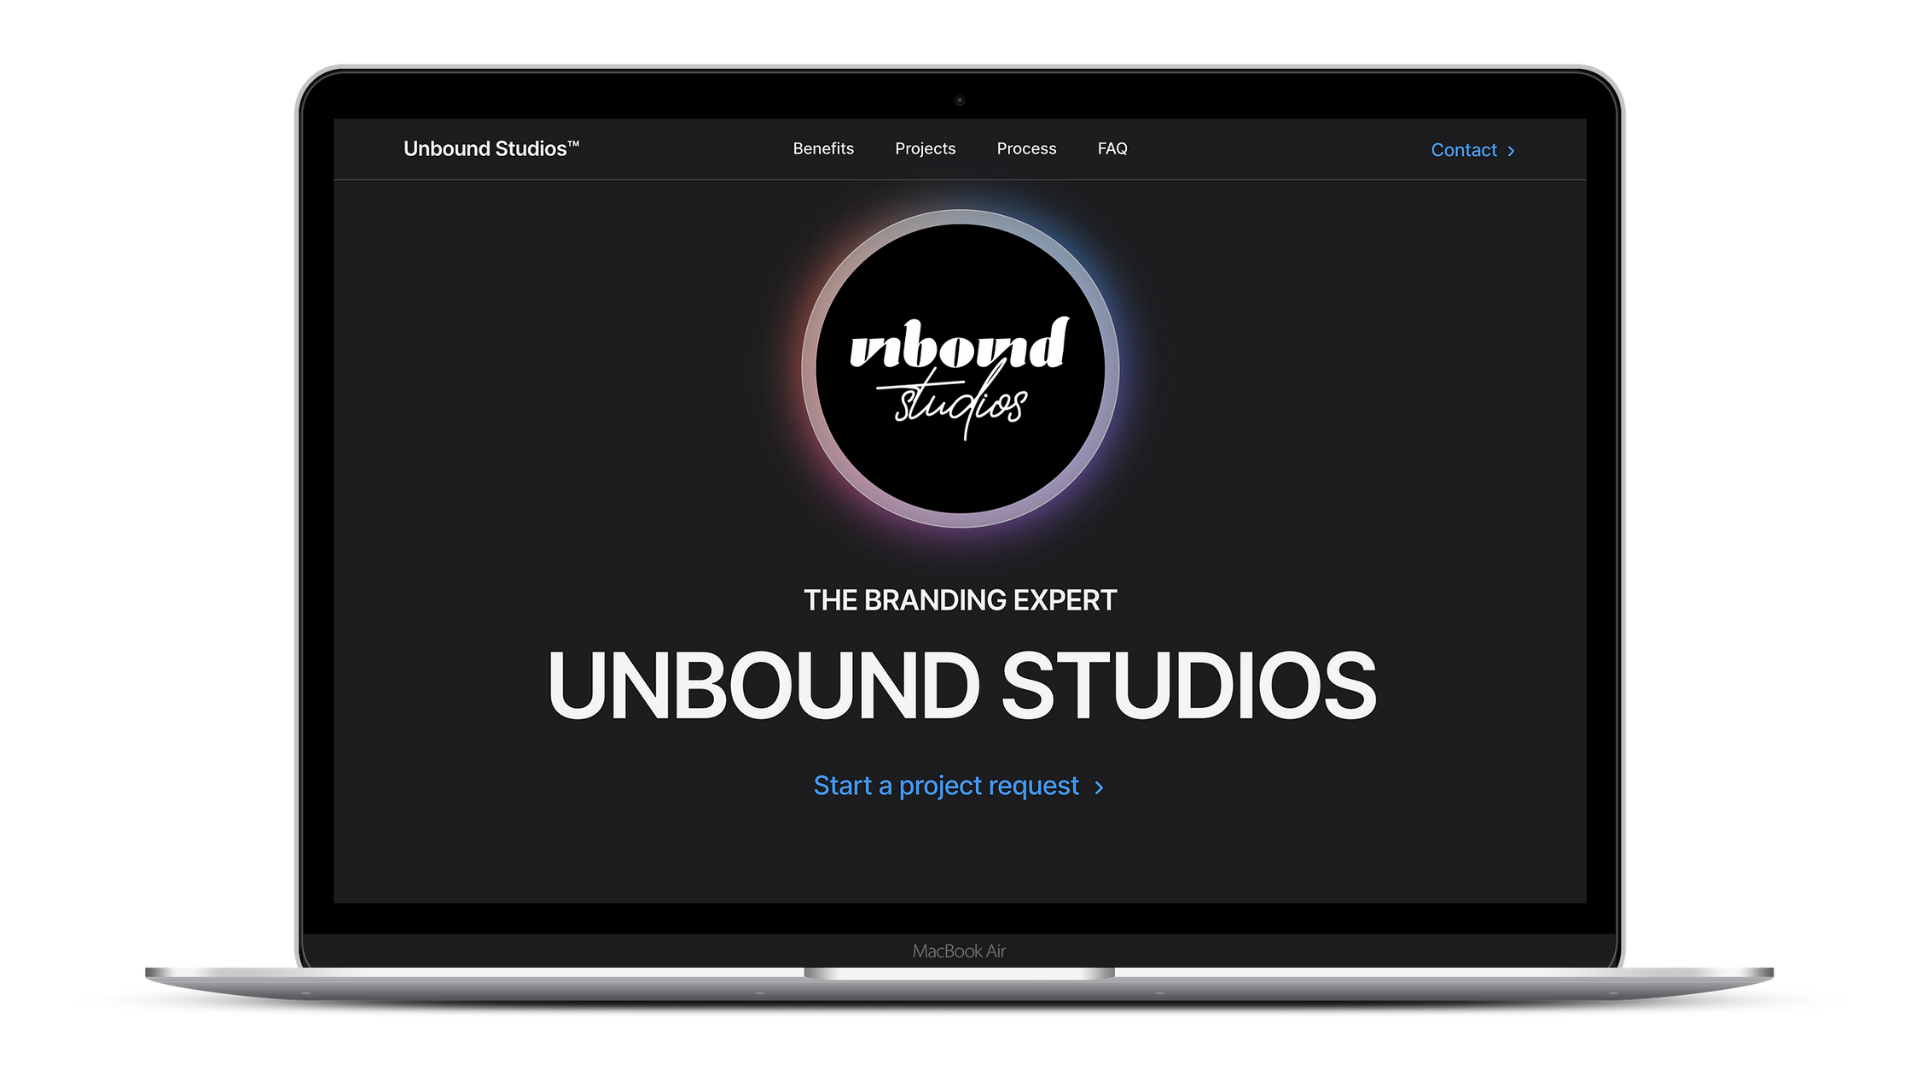 Unbound Studios™
Benefits Projects Process FAQ
Contact >
unbound
studios
THE BRANDING EXPERT
UNBOUND STUDIOS
Start a project request >
MacBook Air